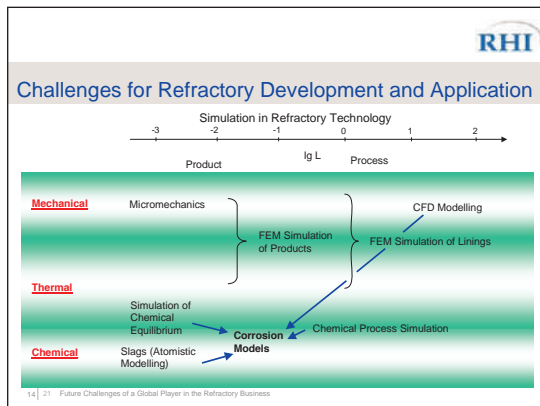 RHI
Challenges for Refractory Development and Application
Simulation in Refractory Technology
-3 -2 -1 0 1 2
lg L
Product Process
Mechanical
Micromechanics
CFD Modelling
FEM Simulation
of Products
FEM Simulation of Linings
Thermal
Simulation of
Chemical
Equilibrium
Corrosion
Models
Chemical Process Simulation
Chemical
Slags (Atomistic
Modelling)
14 21 Future Challenges of a Global Player in the Refractory Business